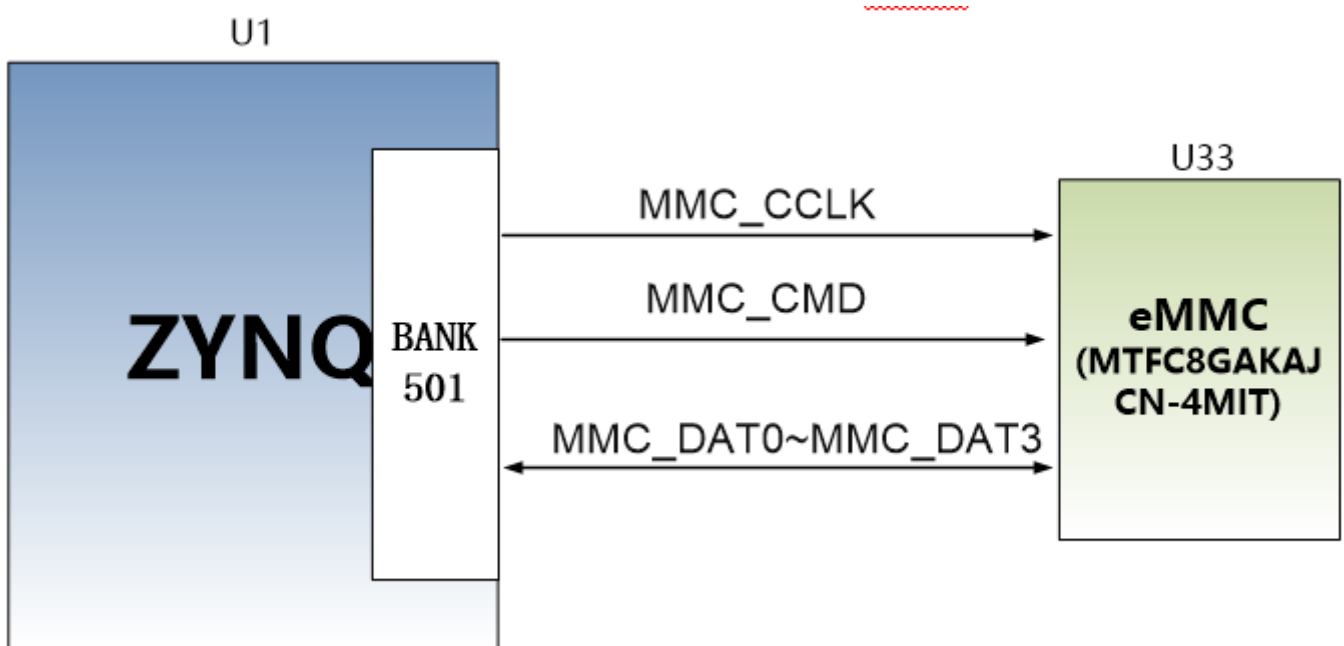 U1
U33
MMC_CCLK
MMC_CMD
ZYNQ
BANK
501
eMMC
(MTFC8GAKAJ
CN-4MIT)
MMC_DAT0~MMC_DAT3